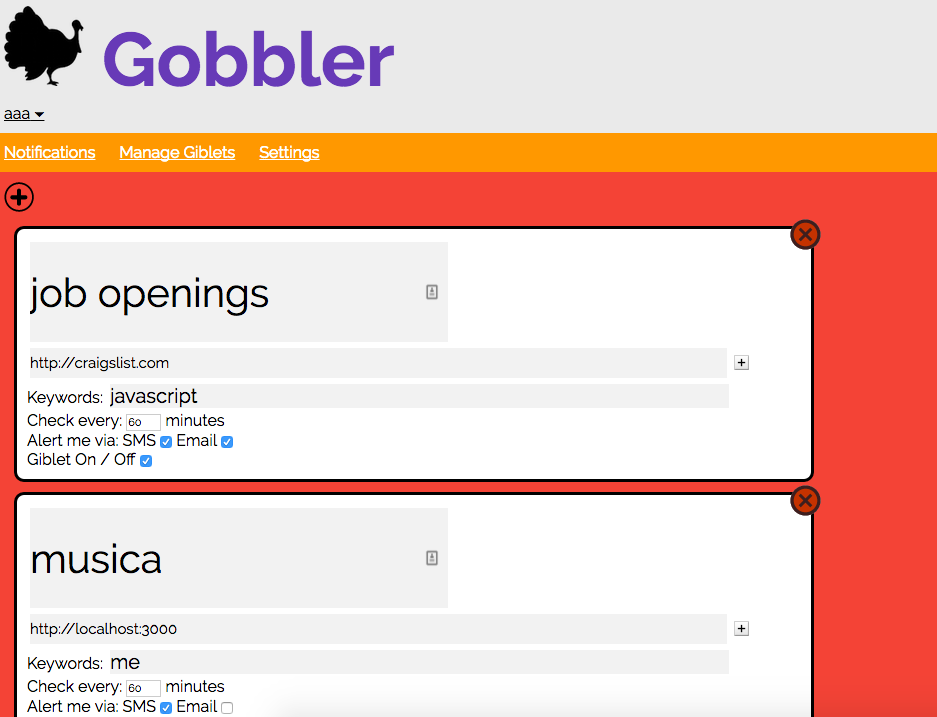 Gobbler
aaa
Notifications Manage Giblets Settings
job openings
http://craigslist.com
+
Keywords: javascript
Check every: 60 minutes
Alert me via: SMS Email
Giblet On / Off
musica
http://localhost:3000
+
Keywords: me
Check every: 60 minutes
Alert me via: SMS Email